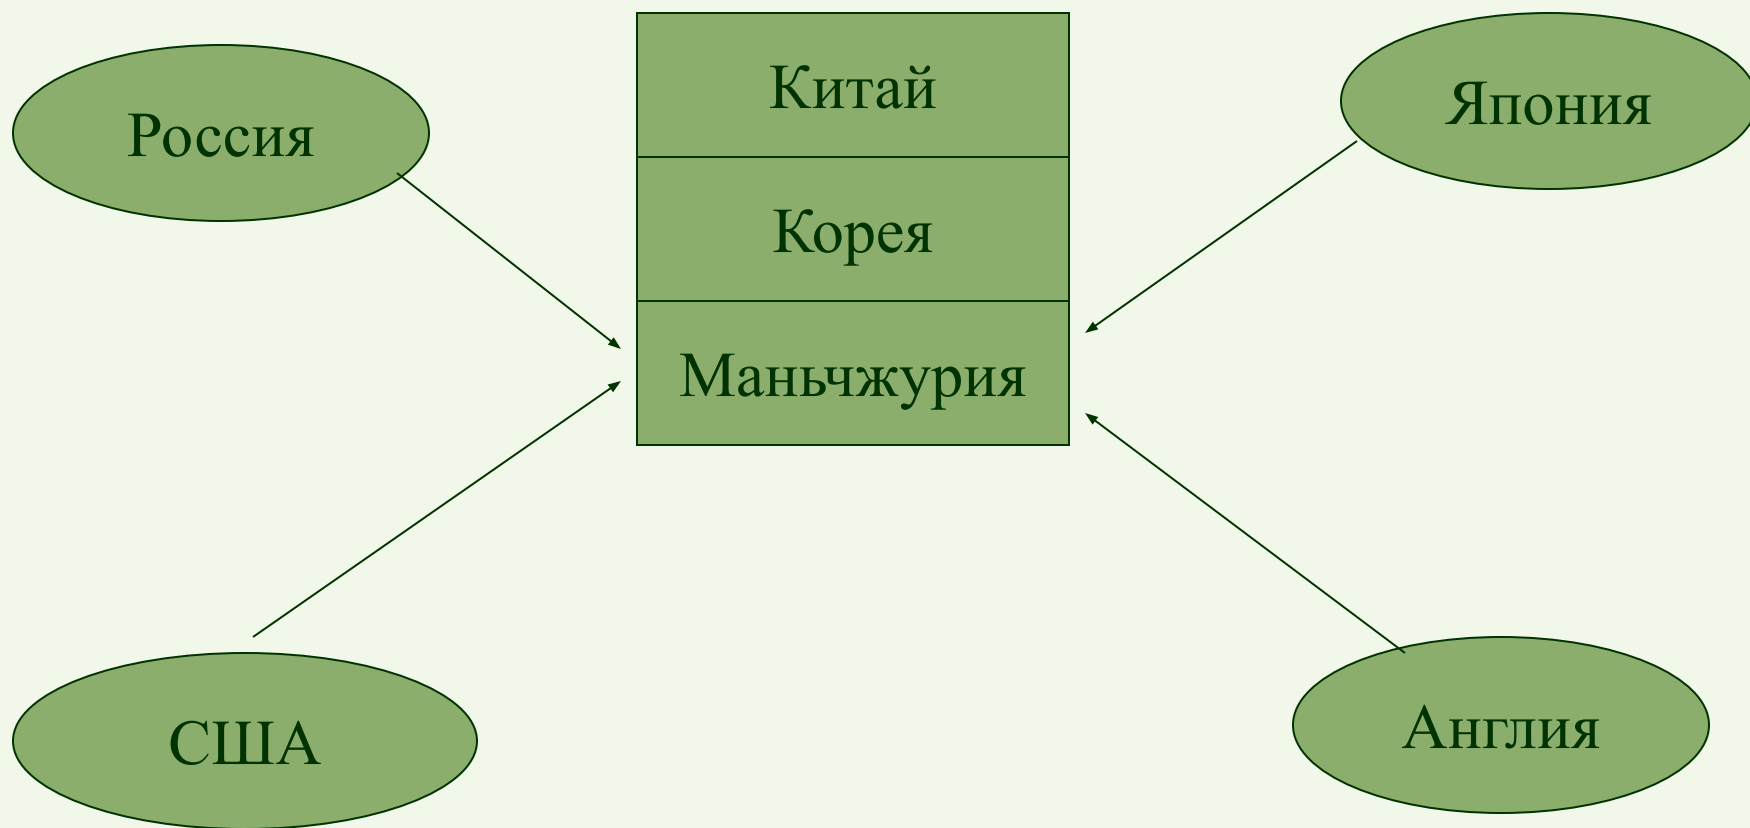 Россия
Китай
Япония
Корея
Маньчжурия
США
Англия